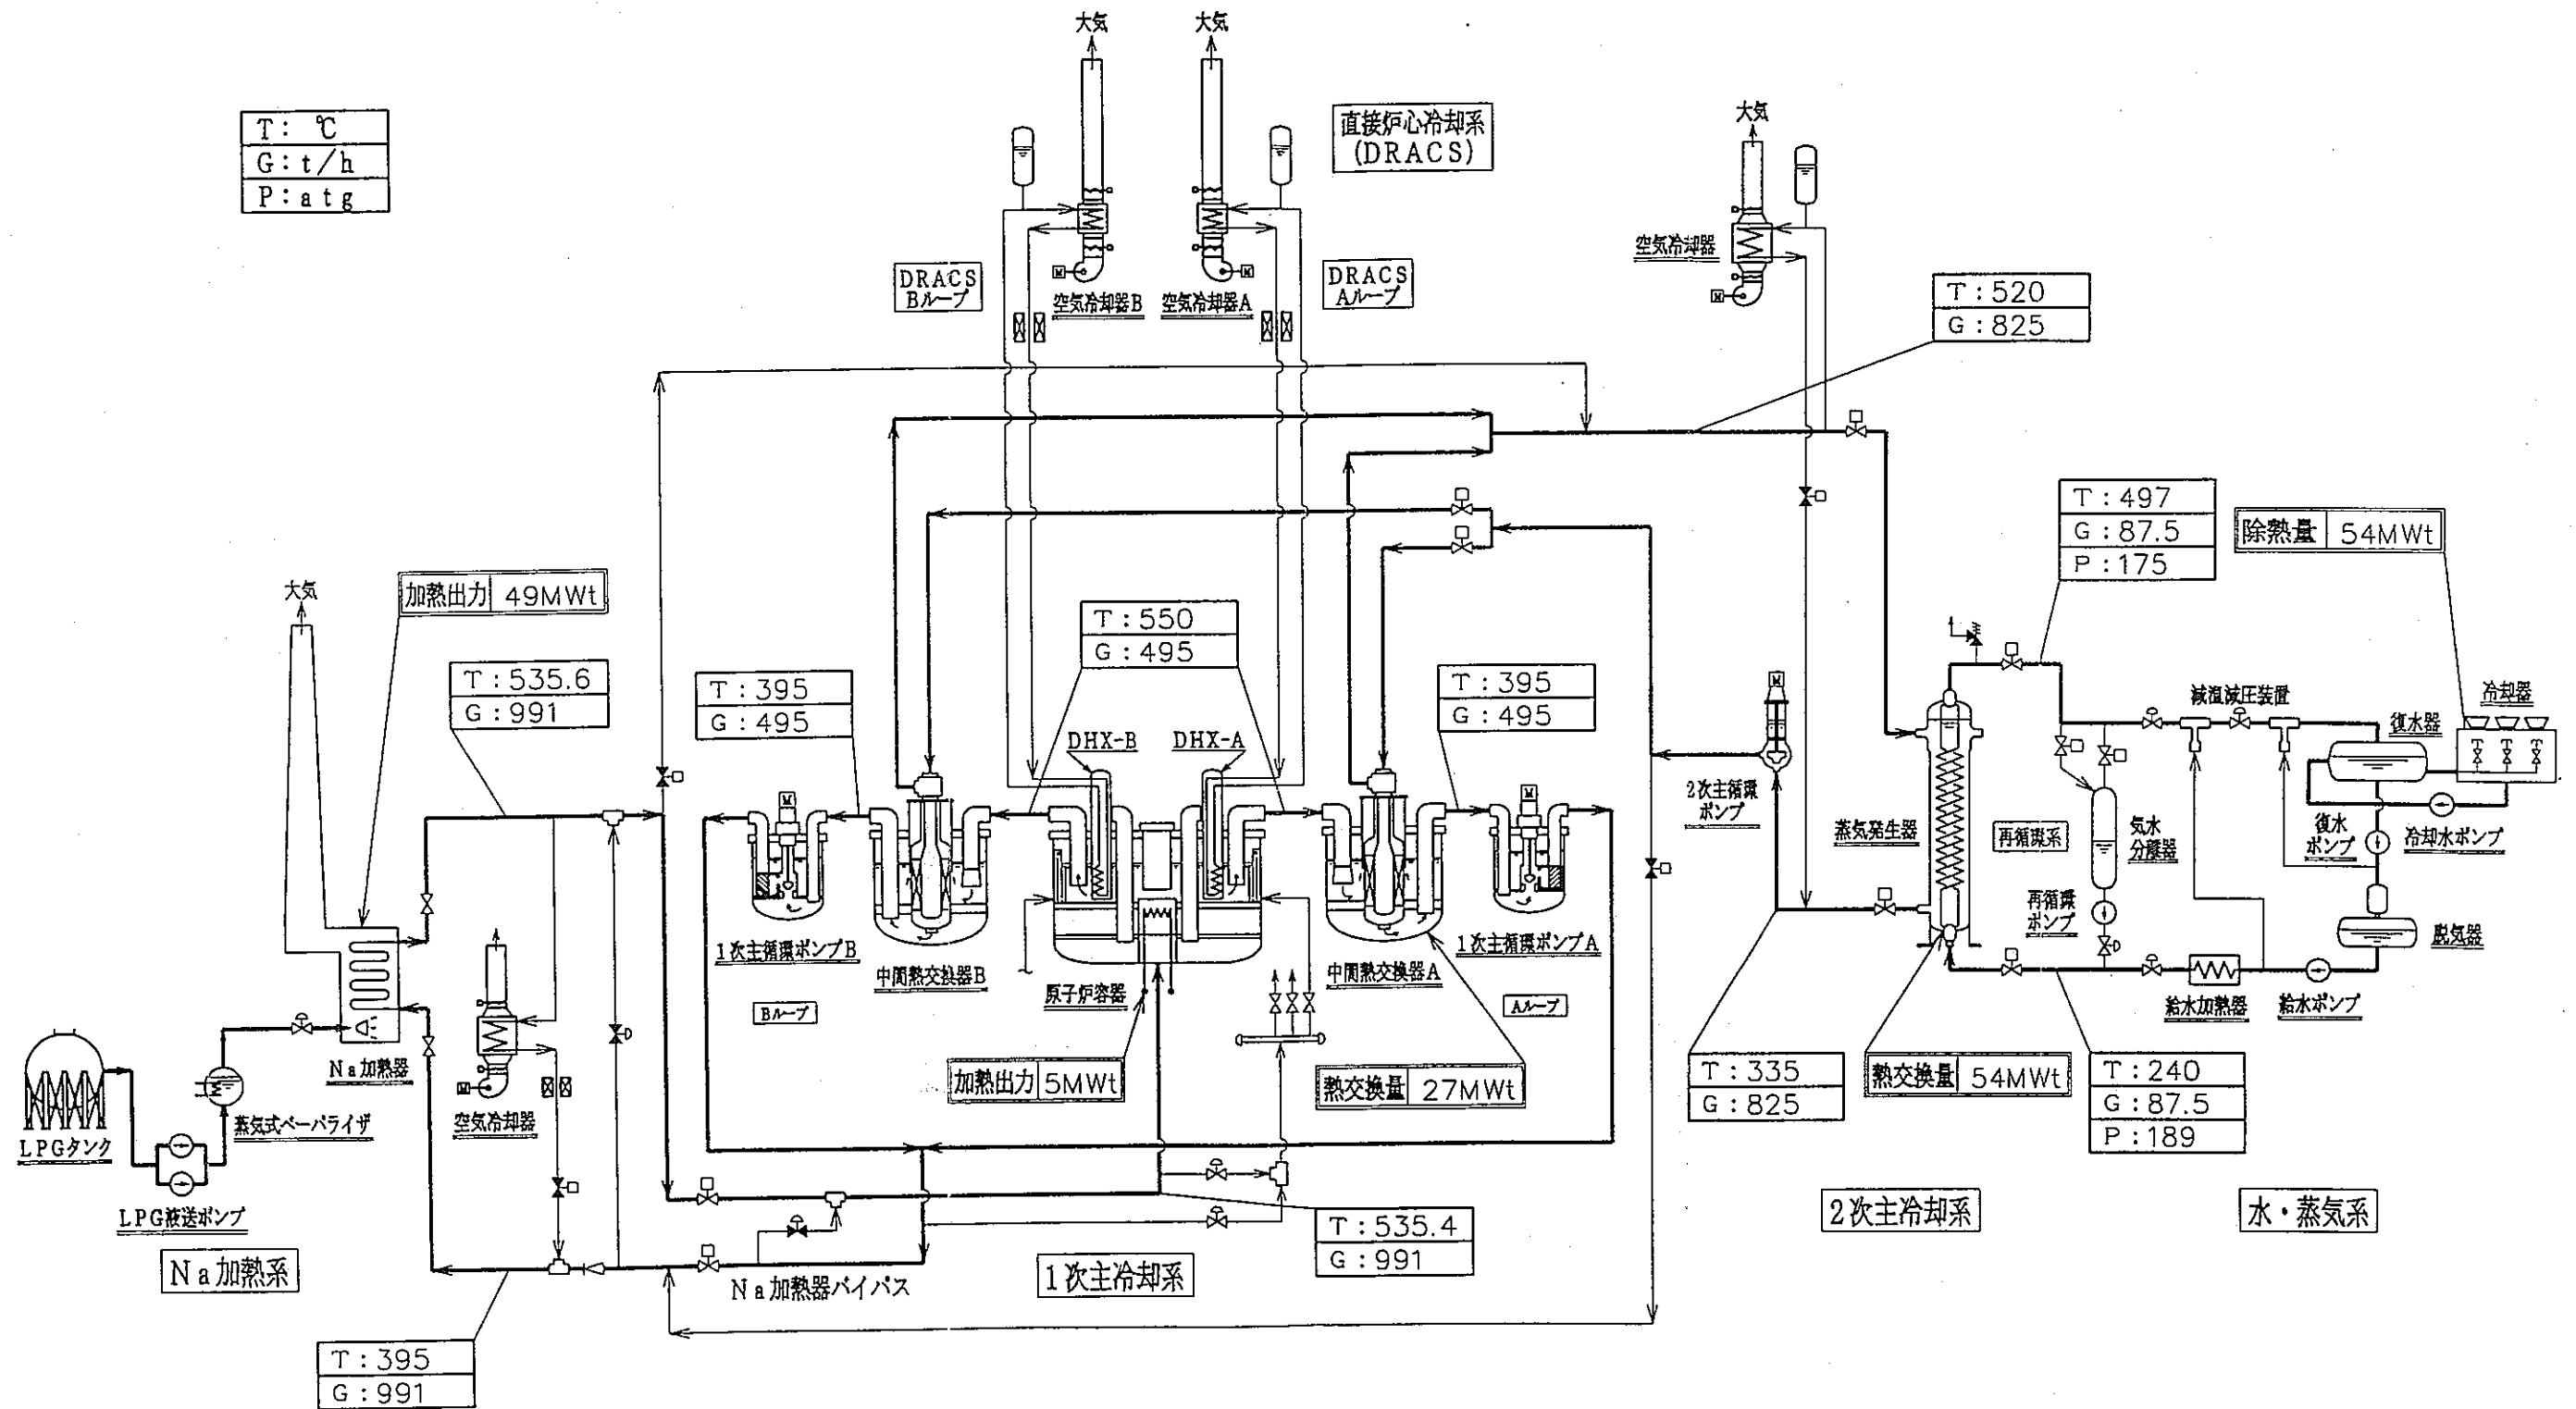 大気
大気
T: ℃
G:t/h
P:atg
直接炉心冷却系
(DRACS)
大気
空気冷却器
DRACS
Bループ
空気冷却器B
空気冷却器A
DRACS
Aループ
T:520
G:825
T:497
G:87.5
P:175
除熱量 54MWt
大気
加熱出力 49MWt
T:550
G:495
T:535.6
G:991
T:395
G:495
T:395
G:495
M
減温減圧装置
冷却器
復水器
DHX-B
DHX-A
M
M
2次主循環
ポンプ
蒸気発生器
再循環系
気水
分離器
復水
ポンプ
冷却水ポンプ
再循環
ポンプ
脱気器
1次主循環ポンプB
中間熱交換器B
原子炉容器
中間熱交換器A
1次主循環ポンプA
Bループ
Aループ
給水加熱器
給水ポンプ
Na加熱器
空気冷却器
加熱出力 5MWt
熱交換量 27MWt
T:335
G:825
熱交換量 54MWt
T:240
G:87.5
P:189
LPGタンク
蒸気式ベーパライザ
LPG液送ポンプ
Na加熱系
Na加熱器バイパス
1次主冷却系
T:535.4
G:991
2次主冷却系
水・蒸気系
T:395
G:991